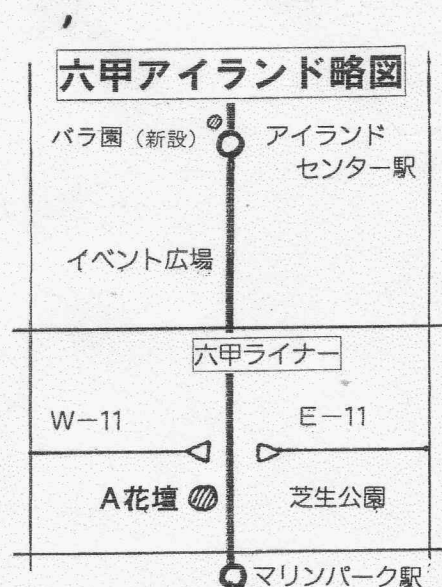 六甲アイランド略図
バラ園（新設）
アイランド
センター駅
イベント広場
六甲ライナー
W－11
E－11
A花壇
芝生公園
マリンパーク駅